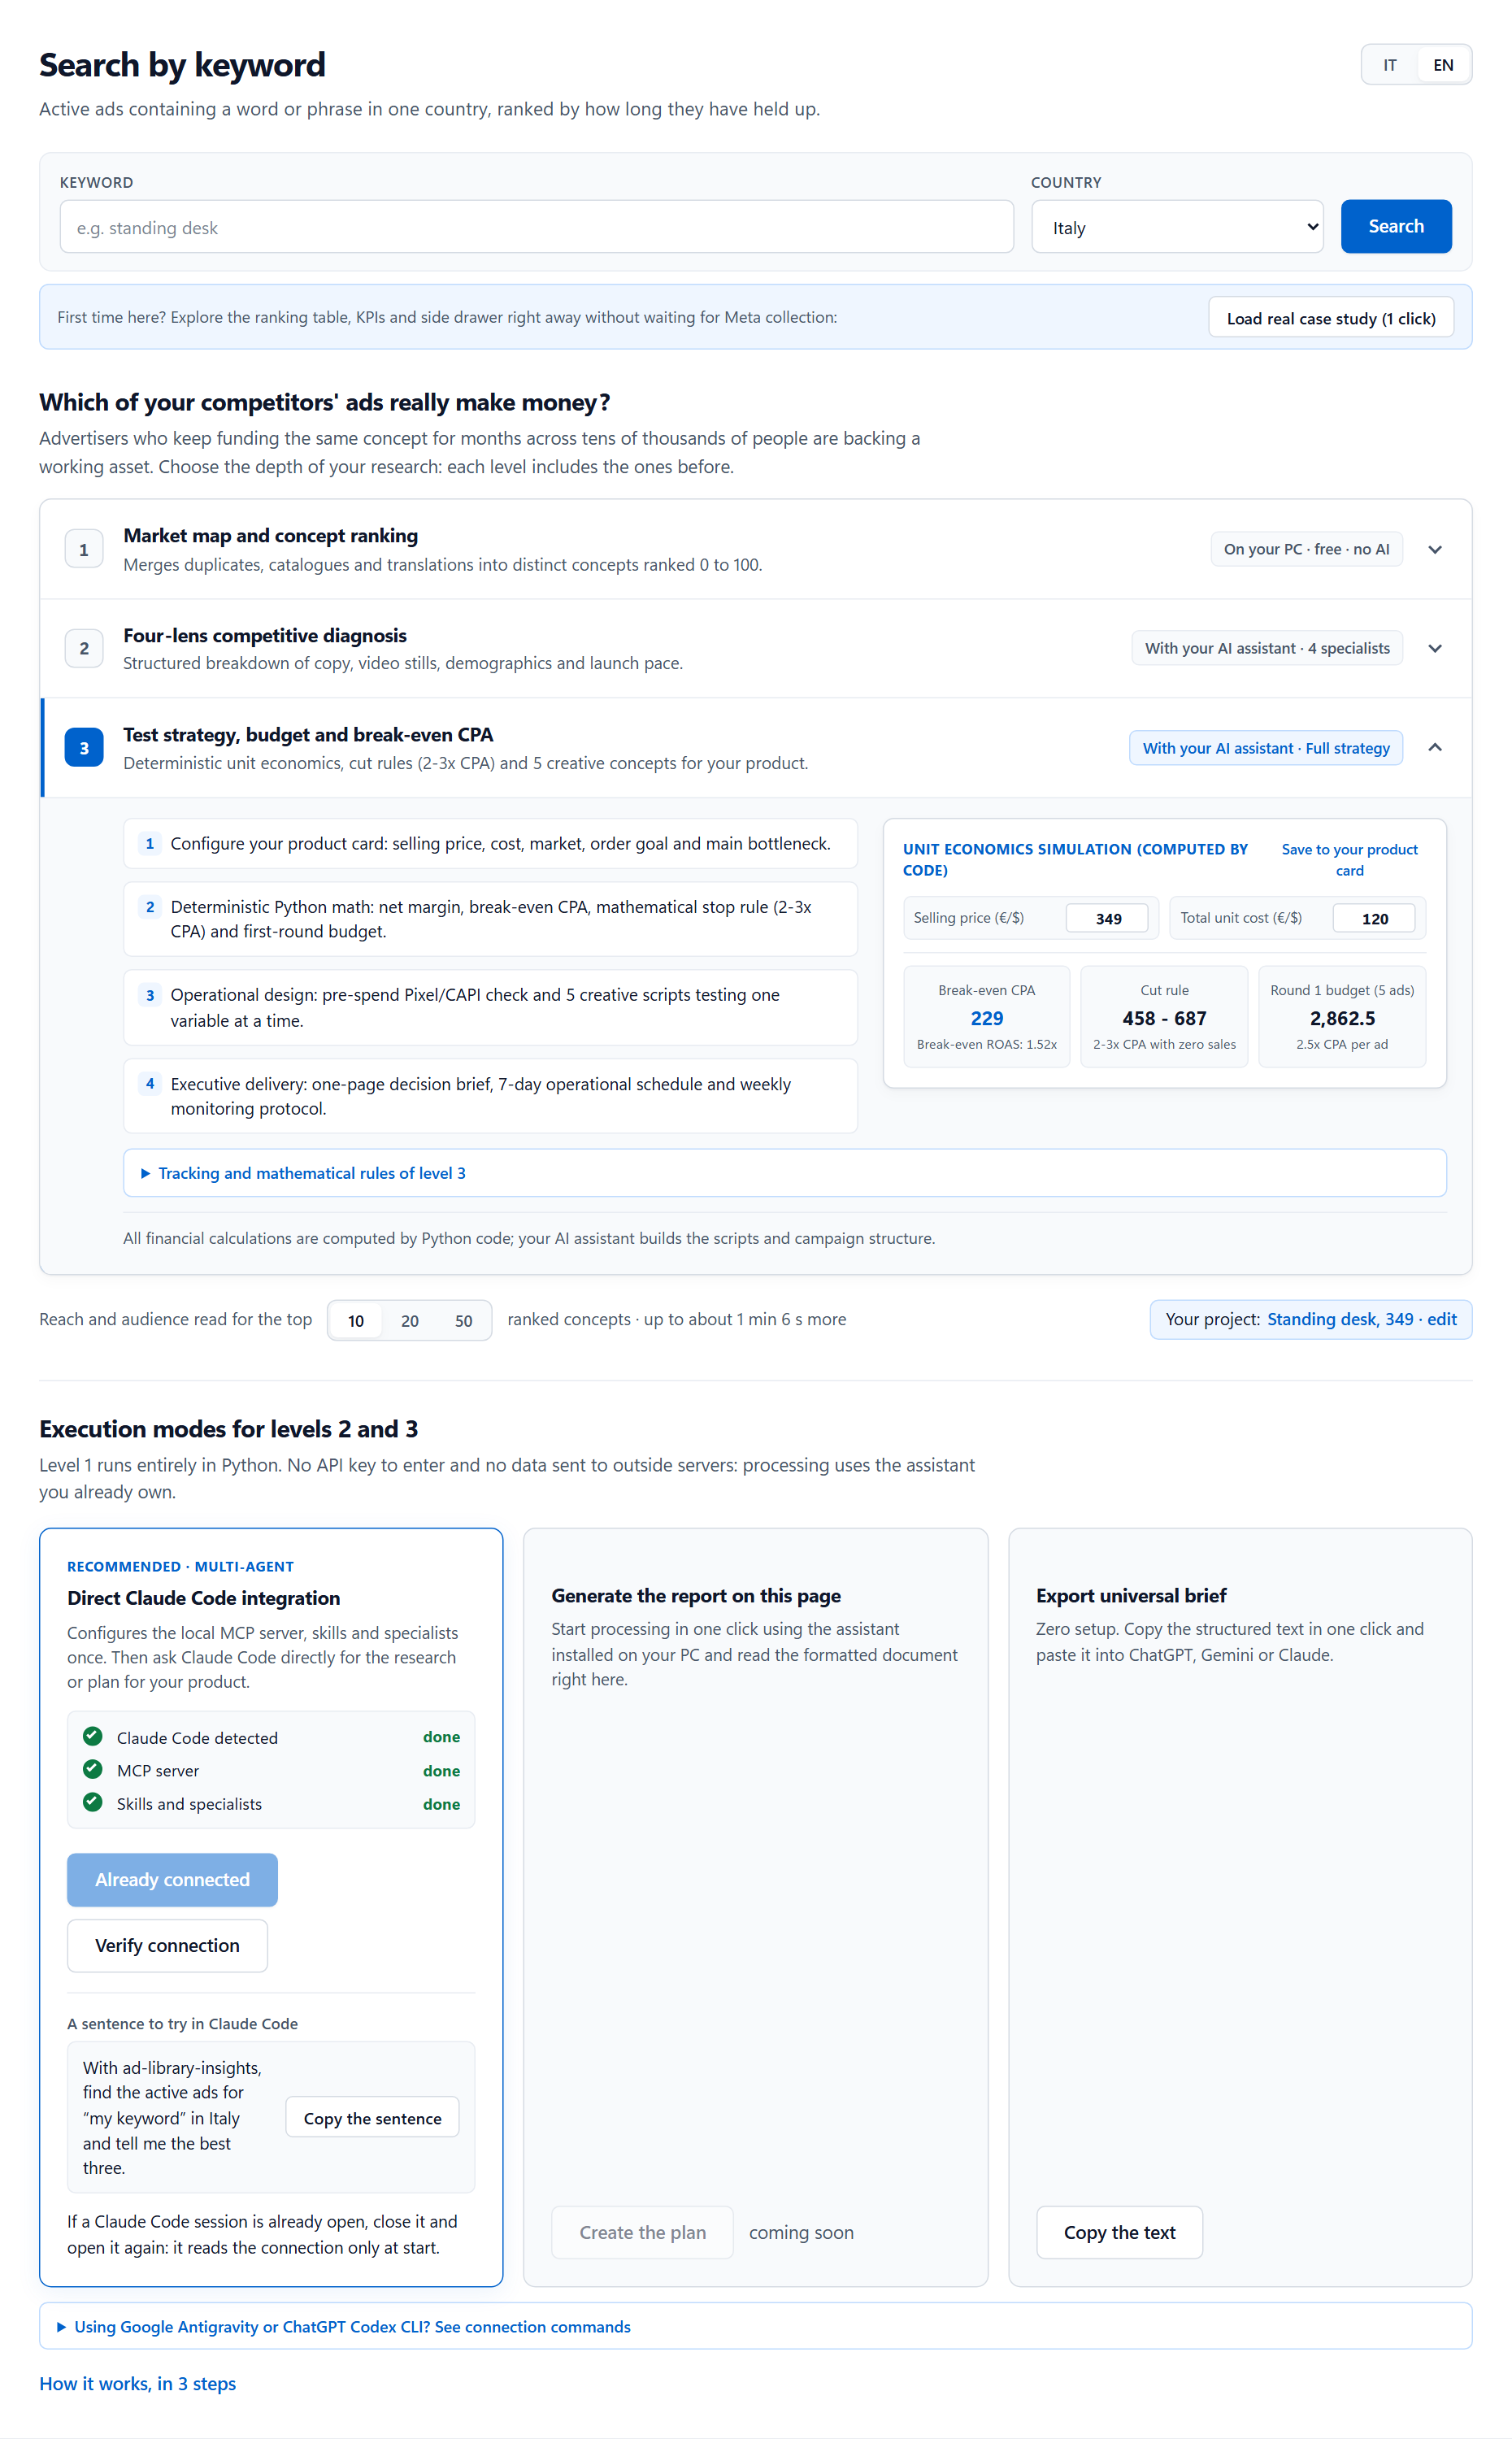 Search by keyword
IT EN
Active ads containing a word or phrase in one country, ranked by how long they have held up.
KEYWORD
COUNTRY
e.g. standing desk
Italy
Search
First time here? Explore the ranking table, KPIs and side drawer right away without waiting for Meta collection:
Load real case study (1 click)
Which of your competitors' ads really make money?
Advertisers who keep funding the same concept for months across tens of thousands of people are backing a
working asset. Choose the depth of your research: each level includes the ones before.
1
Market map and concept ranking
Merges duplicates, catalogues and translations into distinct concepts ranked 0 to 100.
On your PC · free · no AI
2
Four-lens competitive diagnosis
Structured breakdown of copy, video stills, demographics and launch pace.
With your AI assistant · 4 specialists
3
Test strategy, budget and break-even CPA
Deterministic unit economics, cut rules (2-3x CPA) and 5 creative concepts for your product.
With your AI assistant · Full strategy
1 Configure your product card: selling price, cost, market, order goal and main bottleneck.
2 Deterministic Python math: net margin, break-even CPA, mathematical stop rule (2-3x
CPA) and first-round budget.
3 Operational design: pre-spend Pixel/CAPI check and 5 creative scripts testing one
variable at a time.
4 Executive delivery: one-page decision brief, 7-day operational schedule and weekly
monitoring protocol.
UNIT ECONOMICS SIMULATION (COMPUTED BY
CODE)
Save to your product
card
Selling price (€/$) 349
Total unit cost (€/$) 120
Break-even CPA
229
Break-even ROAS: 1.52x
Cut rule
458 - 687
2-3x CPA with zero sales
Round 1 budget (5 ads)
2,862.5
2.5x CPA per ad
Tracking and mathematical rules of level 3
All financial calculations are computed by Python code; your AI assistant builds the scripts and campaign structure.
Reach and audience read for the top 10 20 50 ranked concepts · up to about 1 min 6 s more
Your project: Standing desk, 349 · edit
Execution modes for levels 2 and 3
Level 1 runs entirely in Python. No API key to enter and no data sent to outside servers: processing uses the assistant
you already own.
RECOMMENDED · MULTI-AGENT
Direct Claude Code integration
Configures the local MCP server, skills and specialists
once. Then ask Claude Code directly for the research
or plan for your product.
Claude Code detected done
MCP server done
Skills and specialists done
Already connected
Verify connection
A sentence to try in Claude Code
With ad-library-insights,
find the active ads for
“my keyword” in Italy
and tell me the best
three.
Copy the sentence
If a Claude Code session is already open, close it and
open it again: it reads the connection only at start.
Generate the report on this page
Start processing in one click using the assistant
installed on your PC and read the formatted document
right here.
Create the plan coming soon
Export universal brief
Zero setup. Copy the structured text in one click and
paste it into ChatGPT, Gemini or Claude.
Copy the text
Using Google Antigravity or ChatGPT Codex CLI? See connection commands
How it works, in 3 steps